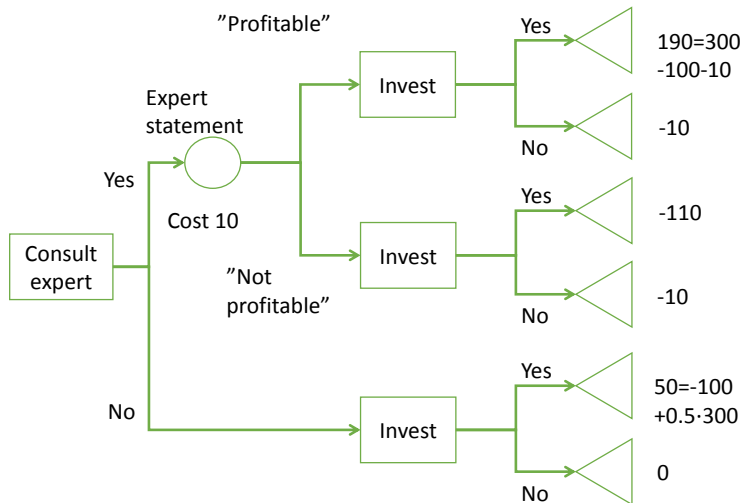 ”Profitable”
Yes
190=300
-100-10
Invest
Expert
statement
-10
No
Yes
Yes
-110
Cost 10
Consult
expert
Invest
”Not
profitable”
-10
No
Yes
50=-100
+0.5·300
No
Invest
0
No